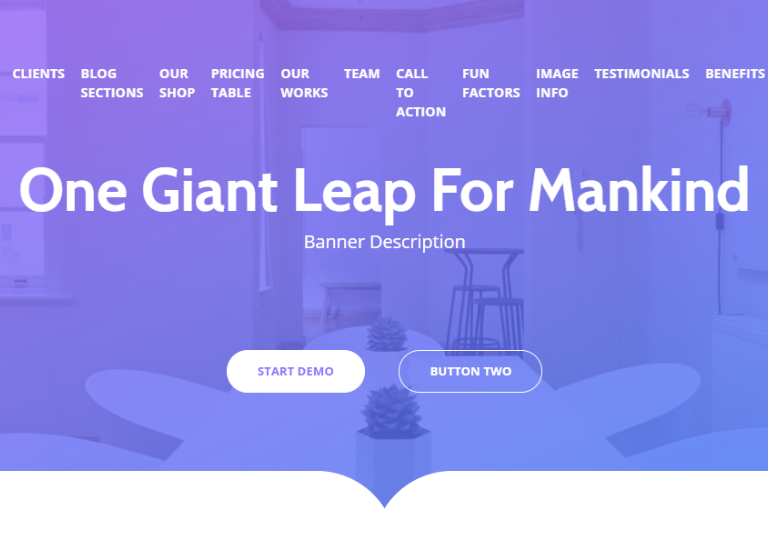 CLIENTS
BLOG
SECTIONS
OUR
SHOP
PRICING
TABLE
OUR
WORKS
TEAM
CALL
TO
ACTION
FUN
FACTORS
IMAGE
INFO
TESTIMONIALS
BENEFITS
One Giant Leap For Mankind
Banner Description
START DEMO
BUTTON TWO